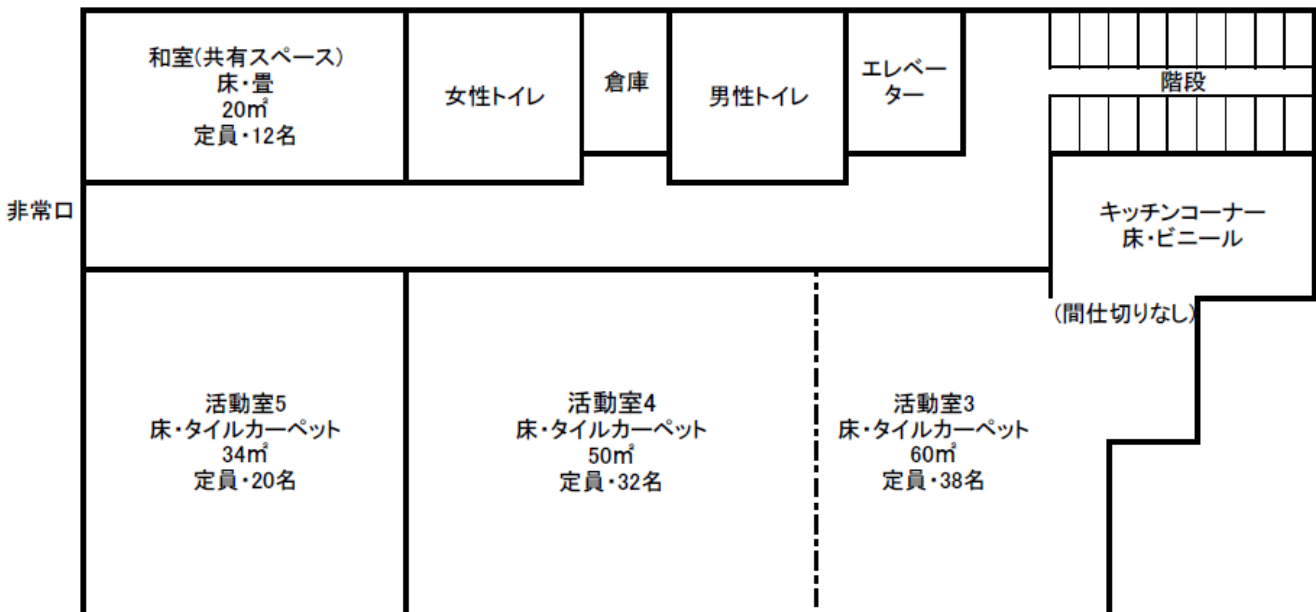 和室(共有スペース)
床・畳
20㎡
定員・12名
女性トイレ
倉庫
男性トイレ
エレベー
ター
階段
非常口
キッチンコーナー
床・ビニール
(間仕切りなし)
活動室5
床・タイルカーペット
34㎡
定員・20名
活動室4
床・タイルカーペット
50㎡
定員・32名
活動室3
床・タイルカーペット
60㎡
定員・38名